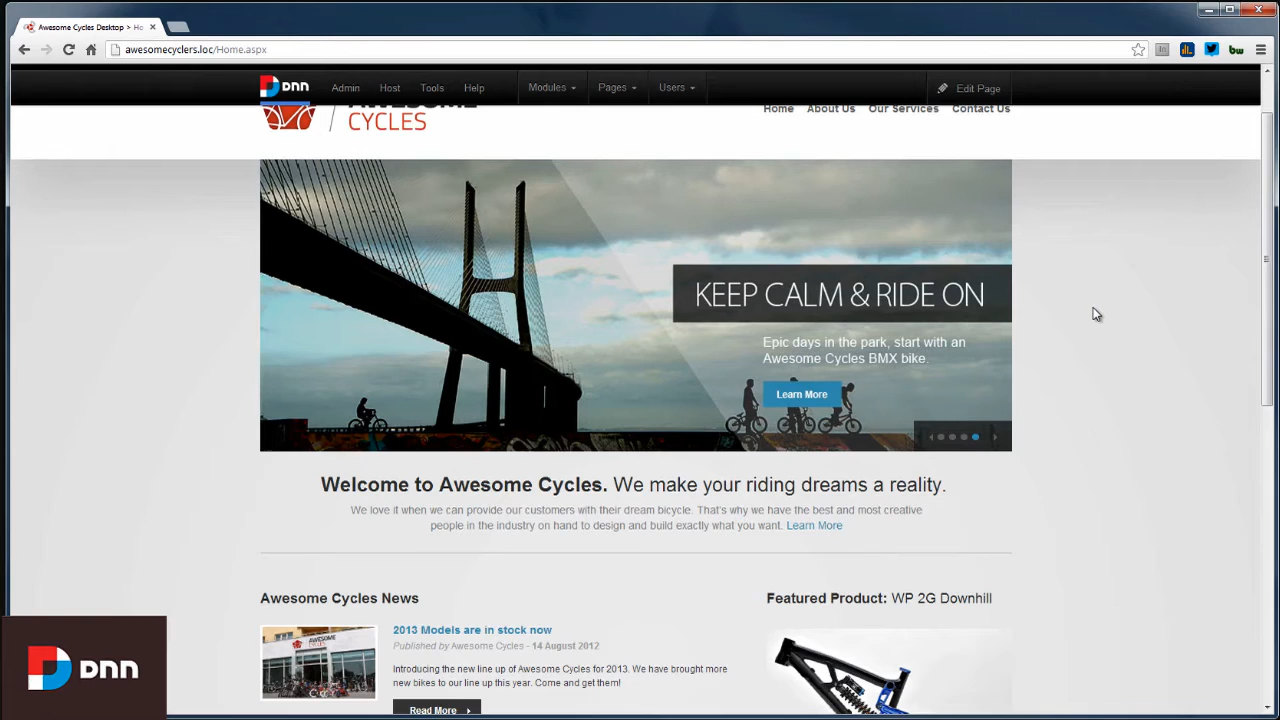 Awesome Cycles Desktop > Ho
awesomecyclers.loc/Home.aspx
DNN Admin Host Tools Help Modules Pages Users Edit Page
AWESOME
CYCLES
Home About Us Our Services Contact Us
KEEP CALM & RIDE ON
Epic days in the park, start with an
Awesome Cycles BMX bike.
Learn More
Welcome to Awesome Cycles. We make your riding dreams a reality.
We love it when we can provide our customers with their dream bicycle. That's why we have the best and most creative
people in the industry on hand to design and build exactly what you want. Learn More
Awesome Cycles News
Featured Product: WP 2G Downhill
2013 Models are in stock now
Published by Awesome Cycles - 14 August 2012
Introducing the new line up of Awesome Cycles for 2013. We have brought more
new bikes to our line up this year. Come and get them!
Read More
DNN